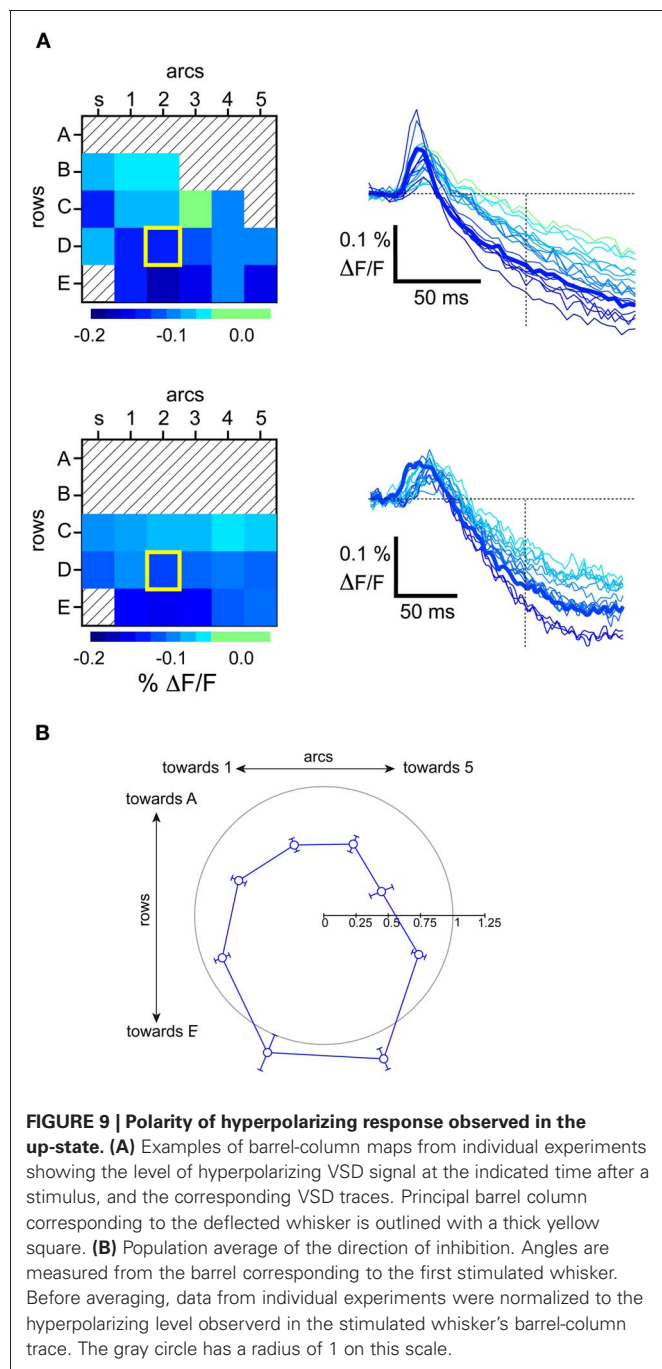 A
arcs
s 1 2 3 4 5
rows
A
B
C
D
E
-0.2 -0.1 0.0
0.1 %
ΔF/F
50 ms
arcs
s 1 2 3 4 5
rows
A
B
C
D
E
-0.2 -0.1 0.0
% ΔF/F
0.1 %
ΔF/F
50 ms
B
arcs
towards 1 towards 5
towards A
rows
towards E
0 0.25 0.5 0.75 1 1.25
FIGURE 9 | Polarity of hyperpolarizing response observed in the
up-state. (A) Examples of barrel-column maps from individual experiments
showing the level of hyperpolarizing VSD signal at the indicated time after a
stimulus, and the corresponding VSD traces. Principal barrel column
corresponding to the deflected whisker is outlined with a thick yellow
square. (B) Population average of the direction of inhibition. Angles are
measured from the barrel corresponding to the first stimulated whisker.
Before averaging, data from individual experiments were normalized to the
hyperpolarizing level observerd in the stimulated whisker's barrel-column
trace. The gray circle has a radius of 1 on this scale.